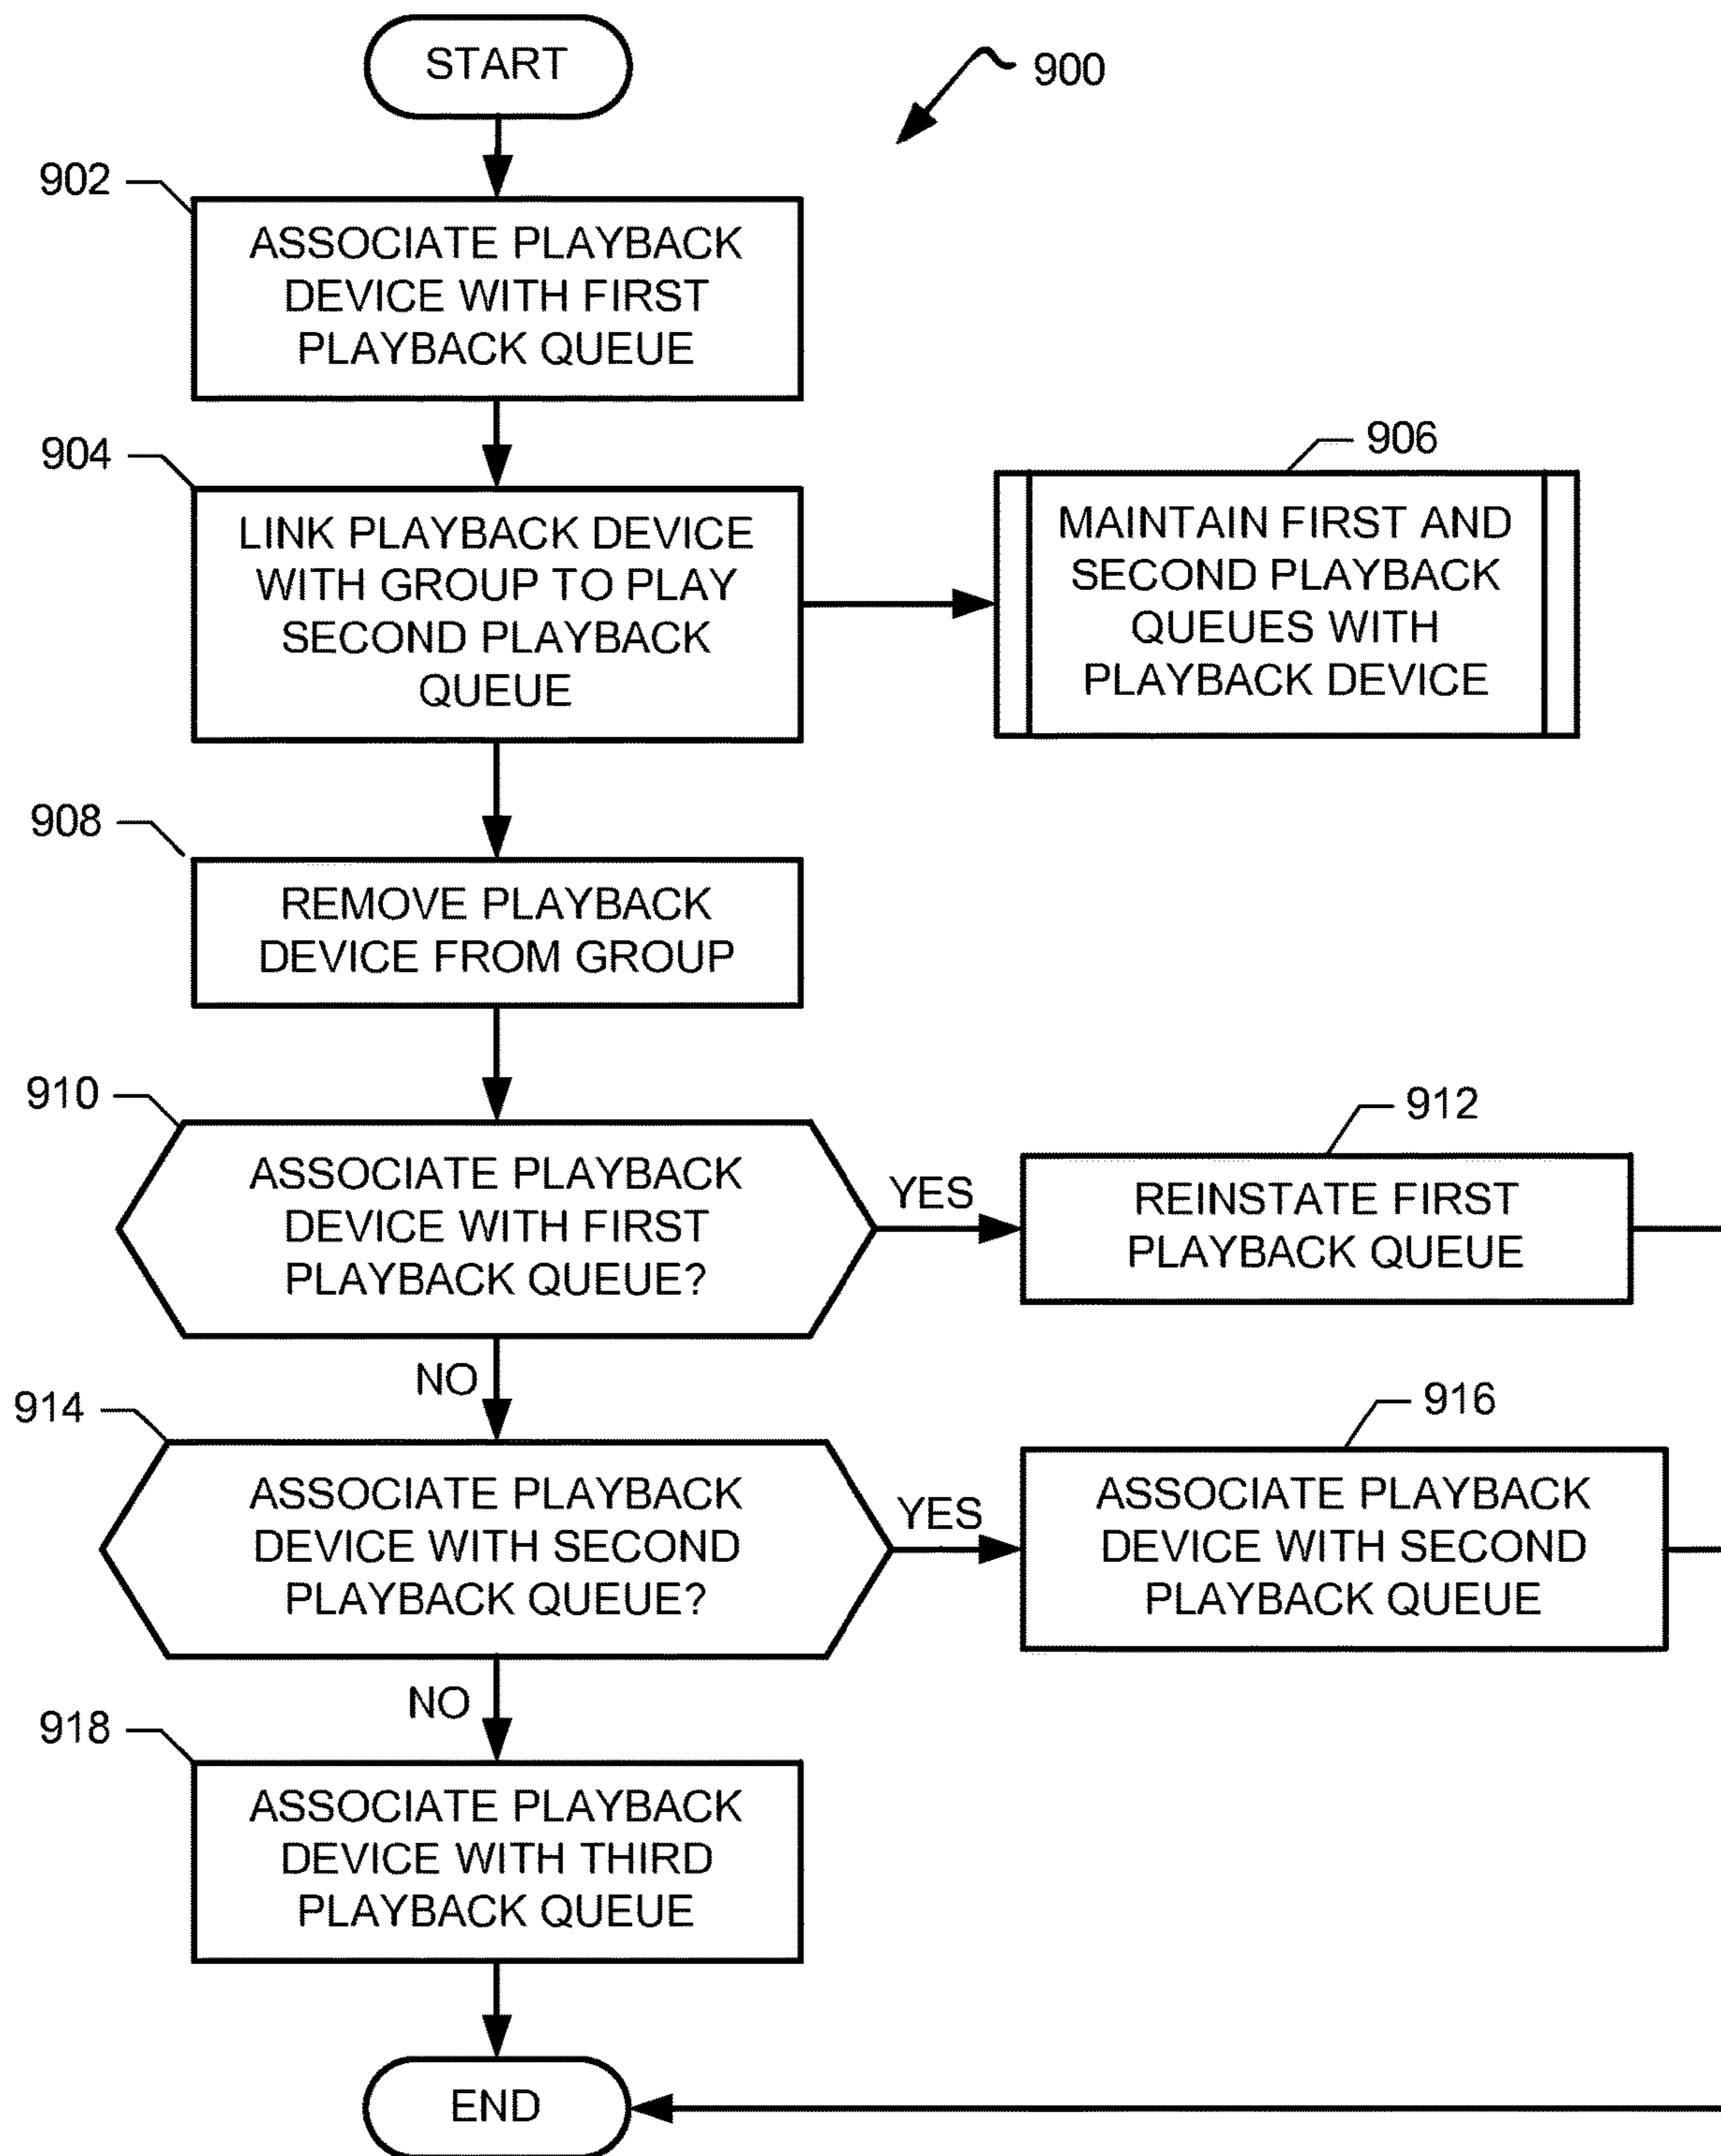 START
900
902
ASSOCIATE PLAYBACK
DEVICE WITH FIRST
PLAYBACK QUEUE
904
LINK PLAYBACK DEVICE
WITH GROUP TO PLAY
SECOND PLAYBACK
QUEUE
906
MAINTAIN FIRST AND
SECOND PLAYBACK
QUEUES WITH
PLAYBACK DEVICE
908
REMOVE PLAYBACK
DEVICE FROM GROUP
910
ASSOCIATE PLAYBACK
DEVICE WITH FIRST
PLAYBACK QUEUE?
YES
912
REINSTATE FIRST
PLAYBACK QUEUE
NO
914
ASSOCIATE PLAYBACK
DEVICE WITH SECOND
PLAYBACK QUEUE?
YES
916
ASSOCIATE PLAYBACK
DEVICE WITH SECOND
PLAYBACK QUEUE
NO
918
ASSOCIATE PLAYBACK
DEVICE WITH THIRD
PLAYBACK QUEUE
END